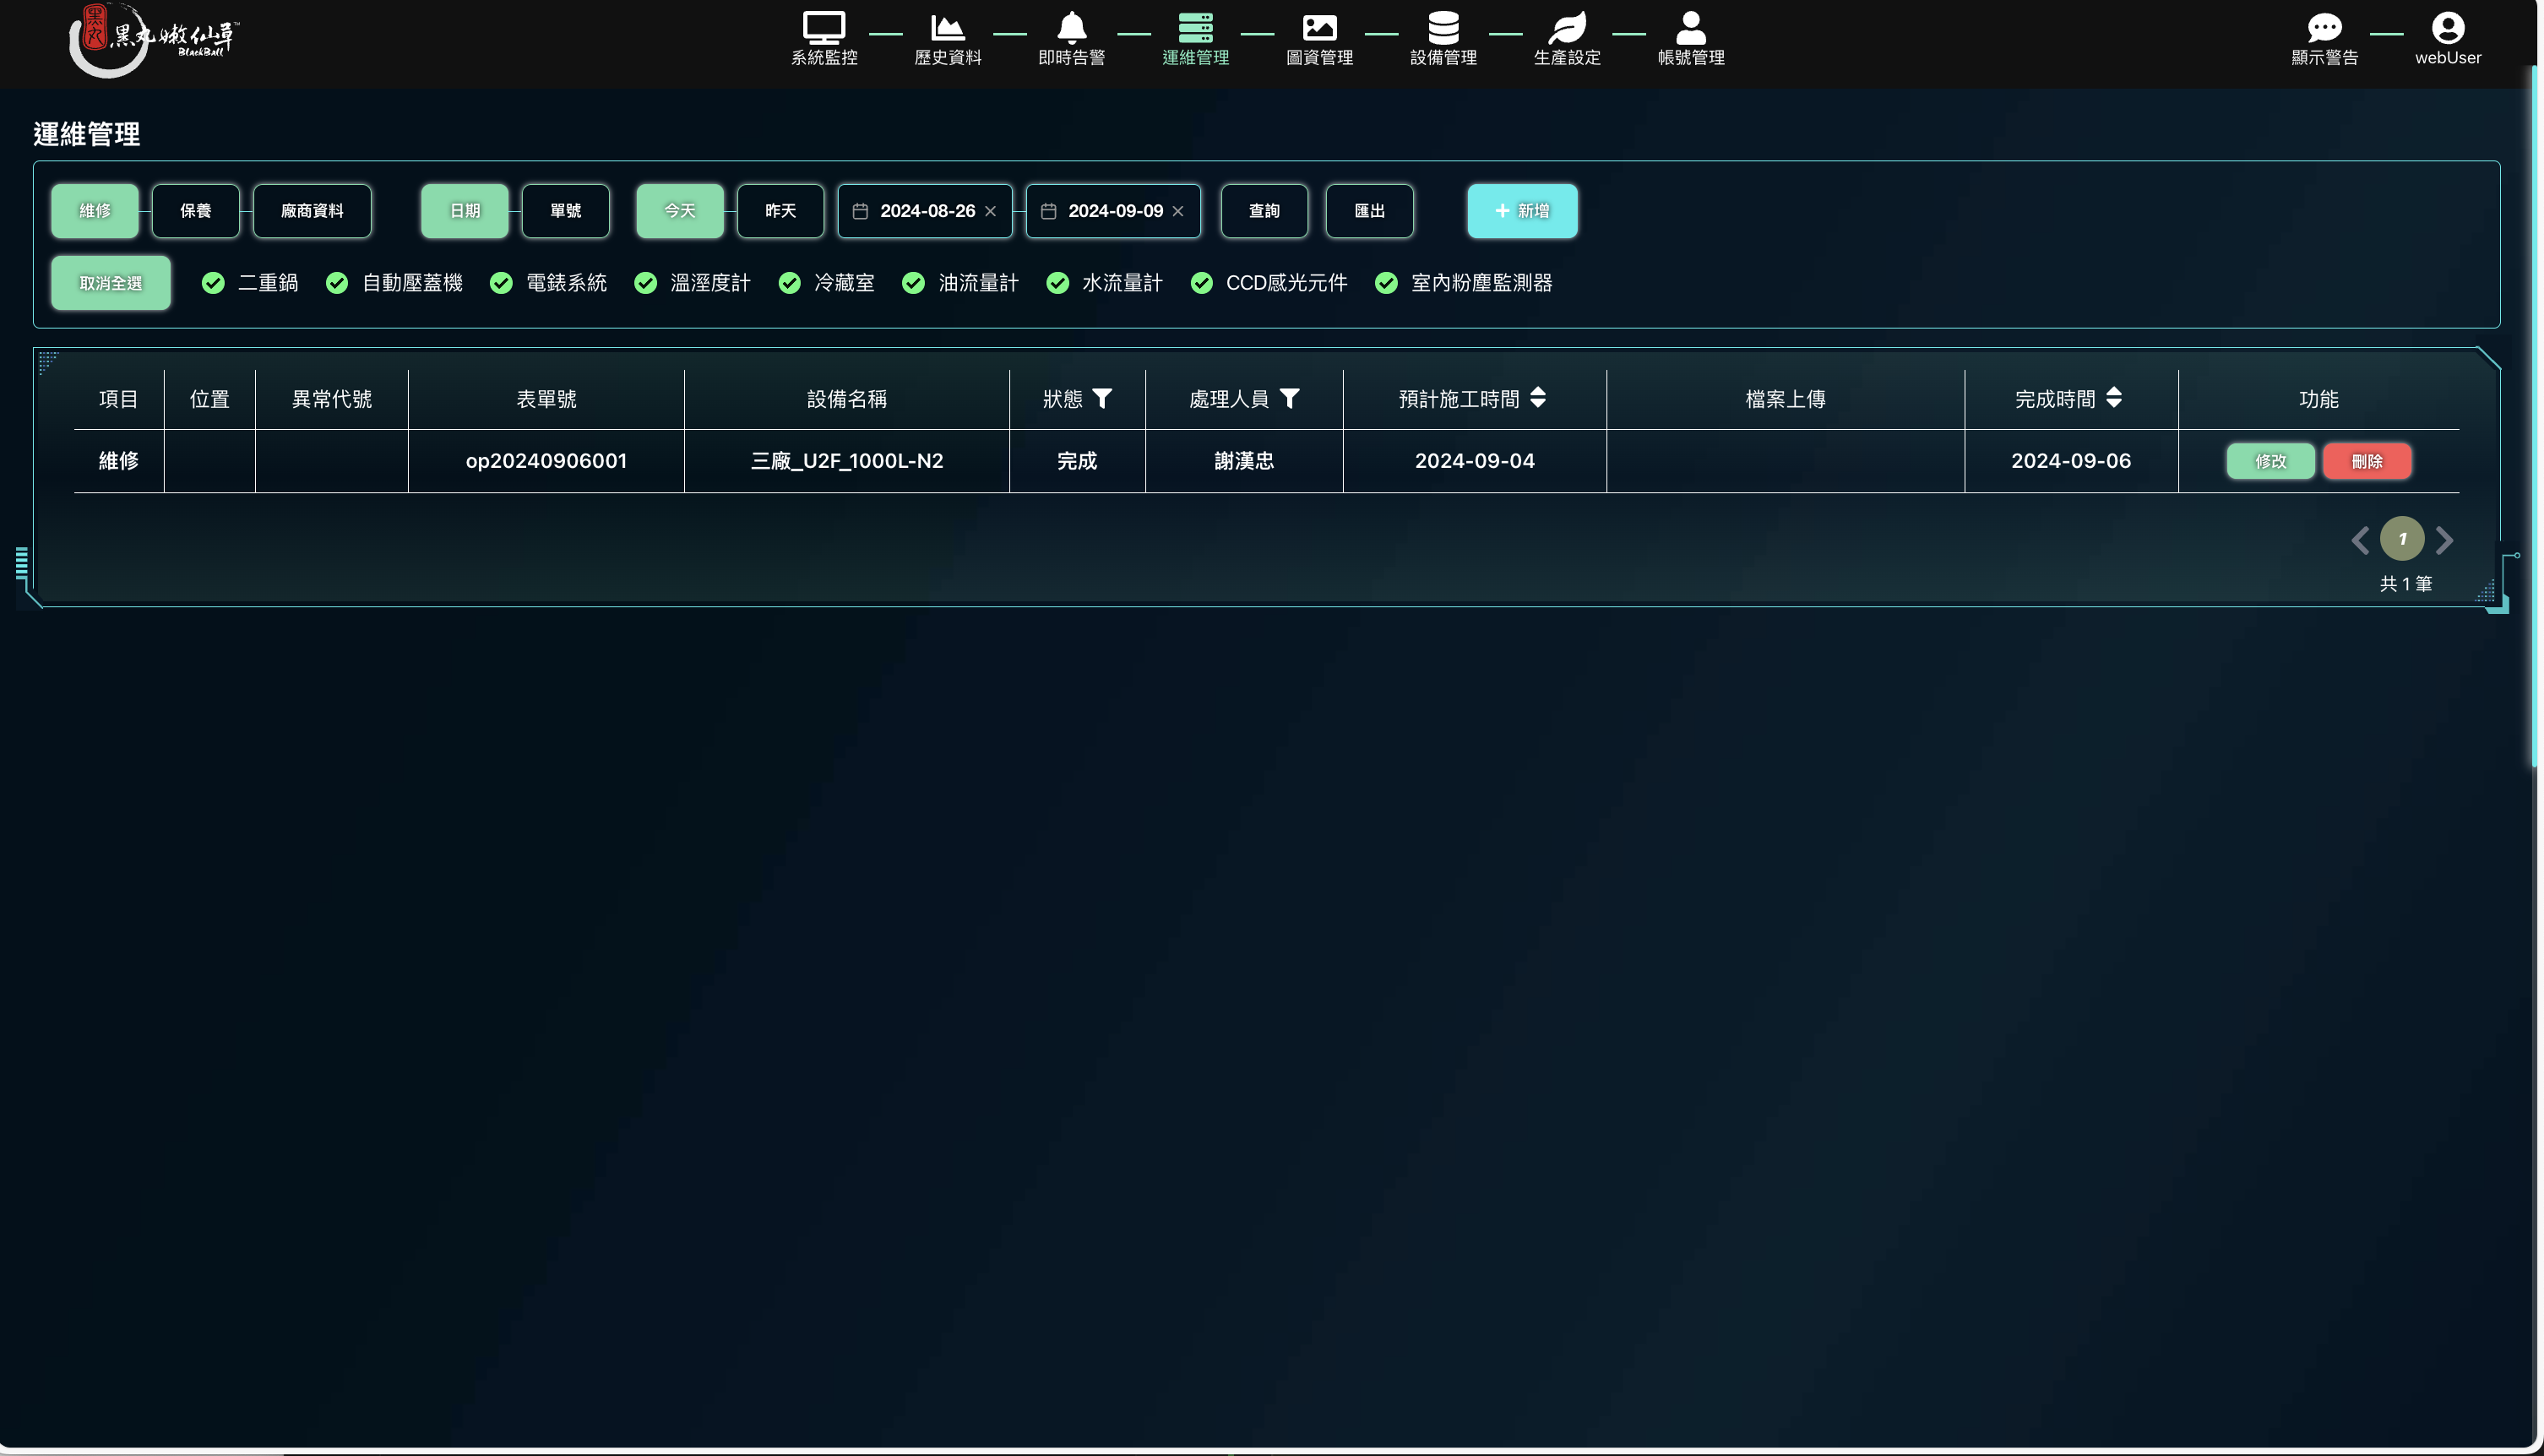 黑丸
黑丸嫩仙草™
BlackBall
系統監控 歷史資料 即時告警 運維管理 圖資管理 設備管理 生產設定 帳號管理 顯示警告 webUser
運維管理
維修 保養 廠商資料 日期 單號 今天 昨天 2024-08-26 2024-09-09 查詢 匯出 + 新增
取消全選 二重鍋 自動壓蓋機 電錶系統 溫溼度計 冷藏室 油流量計 水流量計 CCD感光元件 室內粉塵監測器
項目 位置 異常代號 表單號 設備名稱 狀態 處理人員 預計施工時間 檔案上傳 完成時間 功能
維修 op20240906001 三廠_U2F_1000L-N2 完成 謝漢忠 2024-09-04 2024-09-06 修改 刪除
1
共 1 筆